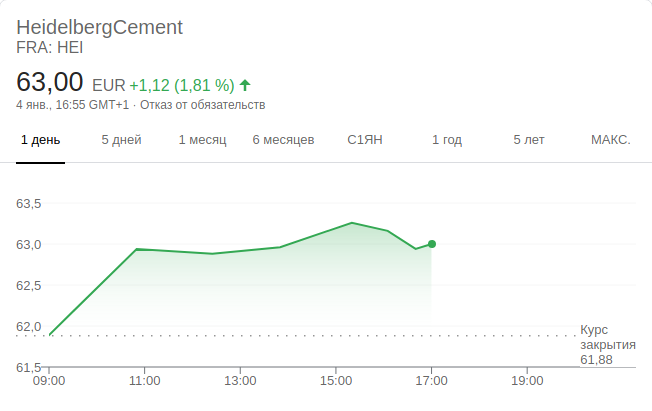 HeidelbergCement
FRA: HEI
63,00 EUR +1,12 (1,81 %)
4 янв., 16:55 GMT+1 · Отказ от обязательств
1 день 5 дней 1 месяц 6 месяцев С1ЯН 1 год 5 лет МАКС.
63,5
63,0
62,5
62,0
Курс
закрытия
61,88
61,5
09:00 11:00 13:00 15:00 17:00 19:00